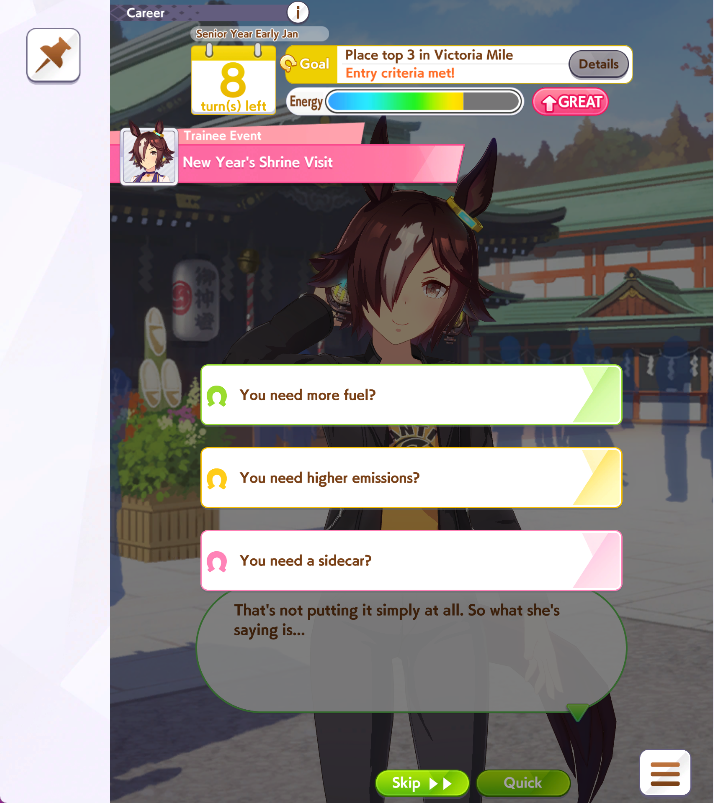 Career
i
Senior Year Early Jan
8
turn(s) left
Goal
Place top 3 in Victoria Mile
Entry criteria met!
Details
Energy
GREAT
Trainee Event
New Year's Shrine Visit
御神燈
You need more fuel?
You need higher emissions?
You need a sidecar?
That's not putting it simply at all. So what she's
saying is...
Skip
Quick